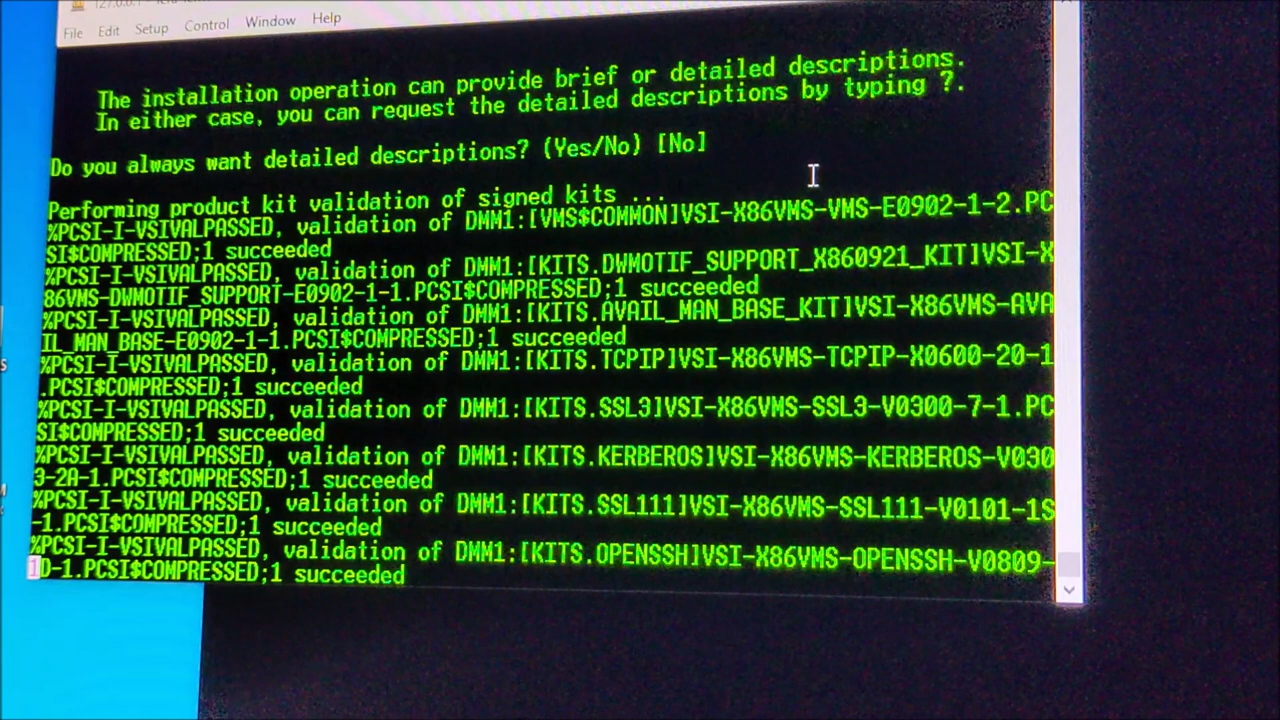 File Edit Setup Control Window Help
The installation operation can provide brief or detailed descriptions.
In either case, you can request the detailed descriptions by typing ?.
Do you always want detailed descriptions? (Yes/No) [No]
Performing product kit validation of signed kits ...
%PCSI-I-VSIVALPASSED, validation of DMM1:[VMS$COMMON]VSI-X86VMS-VMS-E0902-1-2.PC
SI$COMPRESSED;1 succeeded
%PCSI-I-VSIVALPASSED, validation of DMM1:[KITS.DWMOTIF_SUPPORT_X860921_KIT]VSI-X
86VMS-DWMOTIF_SUPPORT-E0902-1-1.PCSI$COMPRESSED;1 succeeded
%PCSI-I-VSIVALPASSED, validation of DMM1:[KITS.AVAIL_MAN_BASE_KIT]VSI-X86VMS-AVA
IL_MAN_BASE-E0902-1-1.PCSI$COMPRESSED;1 succeeded
%PCSI-I-VSIVALPASSED, validation of DMM1:[KITS.TCPIP]VSI-X86VMS-TCPIP-X0600-20-1
.PCSI$COMPRESSED;1 succeeded
%PCSI-I-VSIVALPASSED, validation of DMM1:[KITS.SSL3]VSI-X86VMS-SSL3-V0300-7-1.PC
SI$COMPRESSED;1 succeeded
%PCSI-I-VSIVALPASSED, validation of DMM1:[KITS.KERBEROS]VSI-X86VMS-KERBEROS-V030
3-2A-1.PCSI$COMPRESSED;1 succeeded
%PCSI-I-VSIVALPASSED, validation of DMM1:[KITS.SSL111]VSI-X86VMS-SSL111-V0101-1S
-1.PCSI$COMPRESSED;1 succeeded
%PCSI-I-VSIVALPASSED, validation of DMM1:[KITS.OPENSSH]VSI-X86VMS-OPENSSH-V0809-
1D-1.PCSI$COMPRESSED;1 succeeded